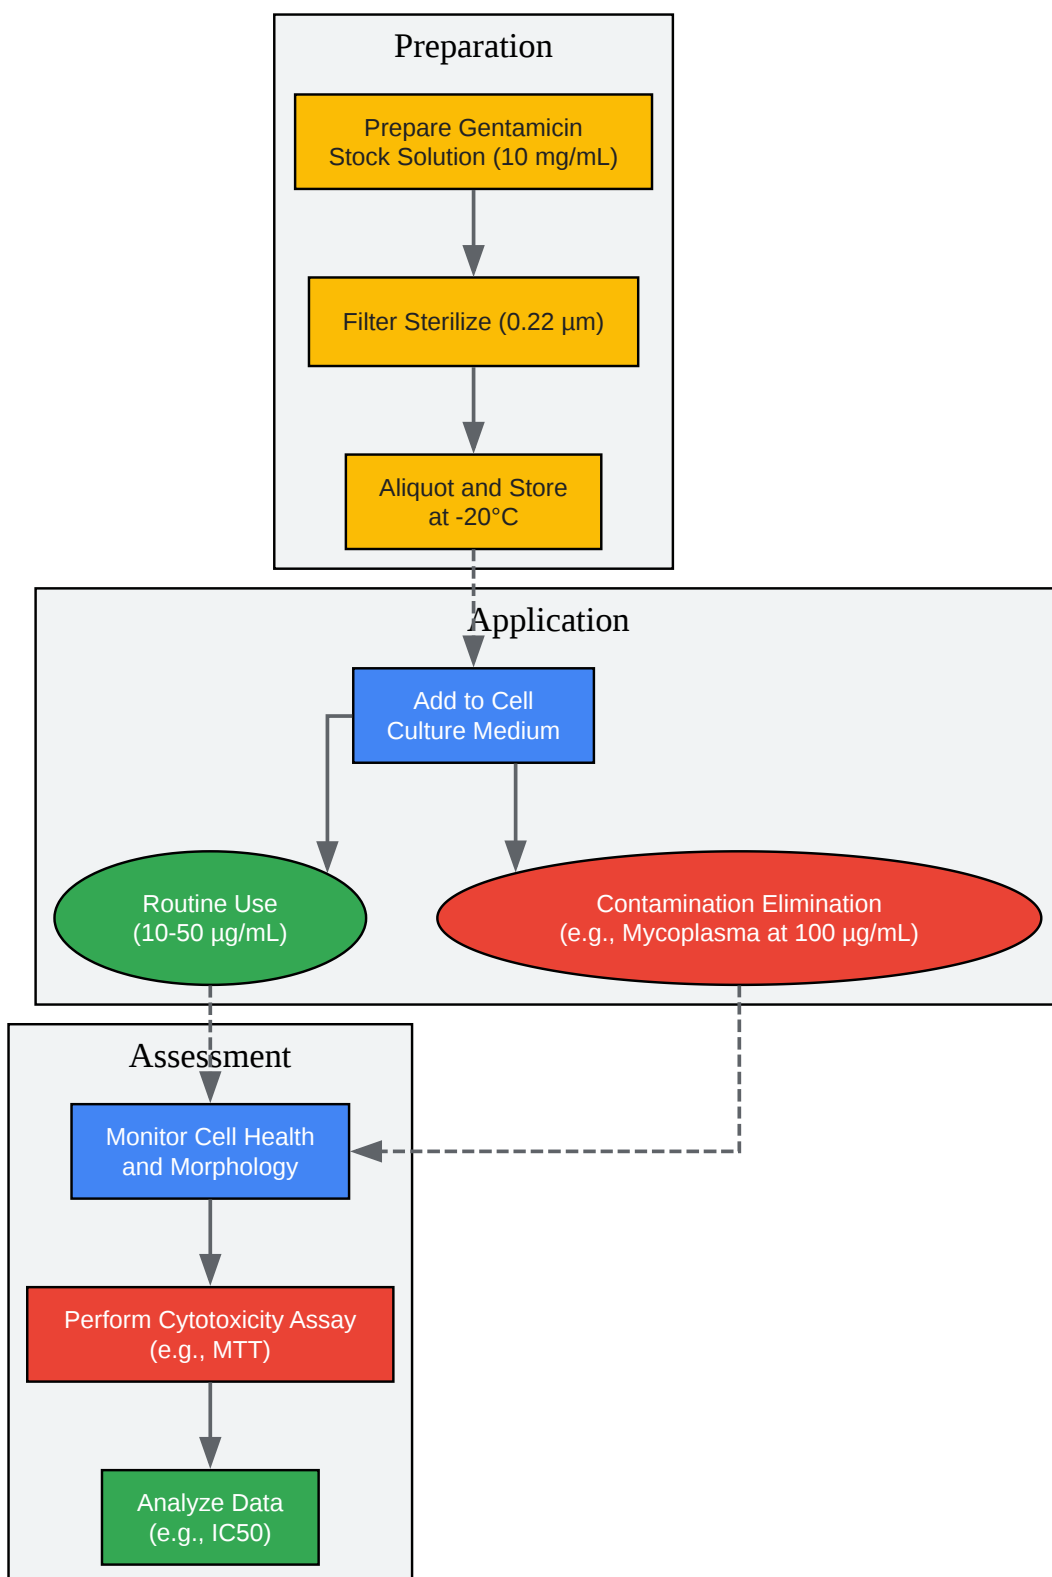 Preparation
Prepare Gentamicin
Stock Solution (10 mg/mL)
Filter Sterilize (0.22 µm)
Aliquot and Store
at -20°C
Application
Add to Cell
Culture Medium
Routine Use
(10-50 µg/mL)
Contamination Elimination
(e.g., Mycoplasma at 100 µg/mL)
Assessment
Monitor Cell Health
and Morphology
Perform Cytotoxicity Assay
(e.g., MTT)
Analyze Data
(e.g., IC50)